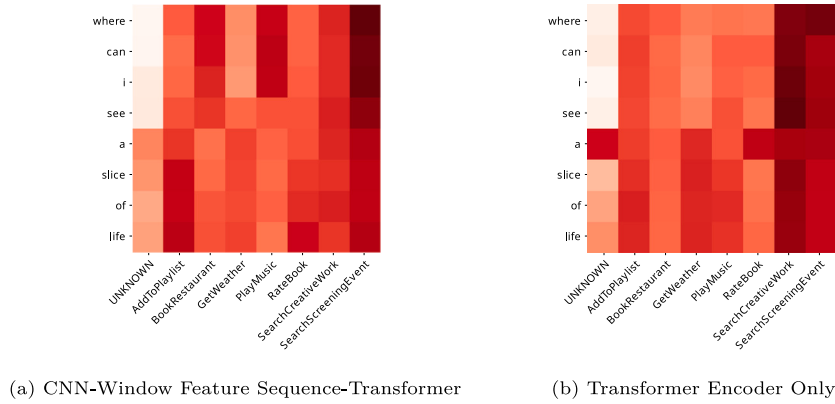 where
can
i
see
a
slice
of
life
UNKNOWN
AddToPlaylist
BookRestaurant
GetWeather
PlayMusic
RateBook
SearchCreativeWork
SearchScreeningEvent
(a) CNN-Window Feature Sequence-Transformer
where
can
i
see
a
slice
of
life
UNKNOWN
AddToPlaylist
BookRestaurant
GetWeather
PlayMusic
RateBook
SearchCreativeWork
SearchScreeningEvent
(b) Transformer Encoder Only